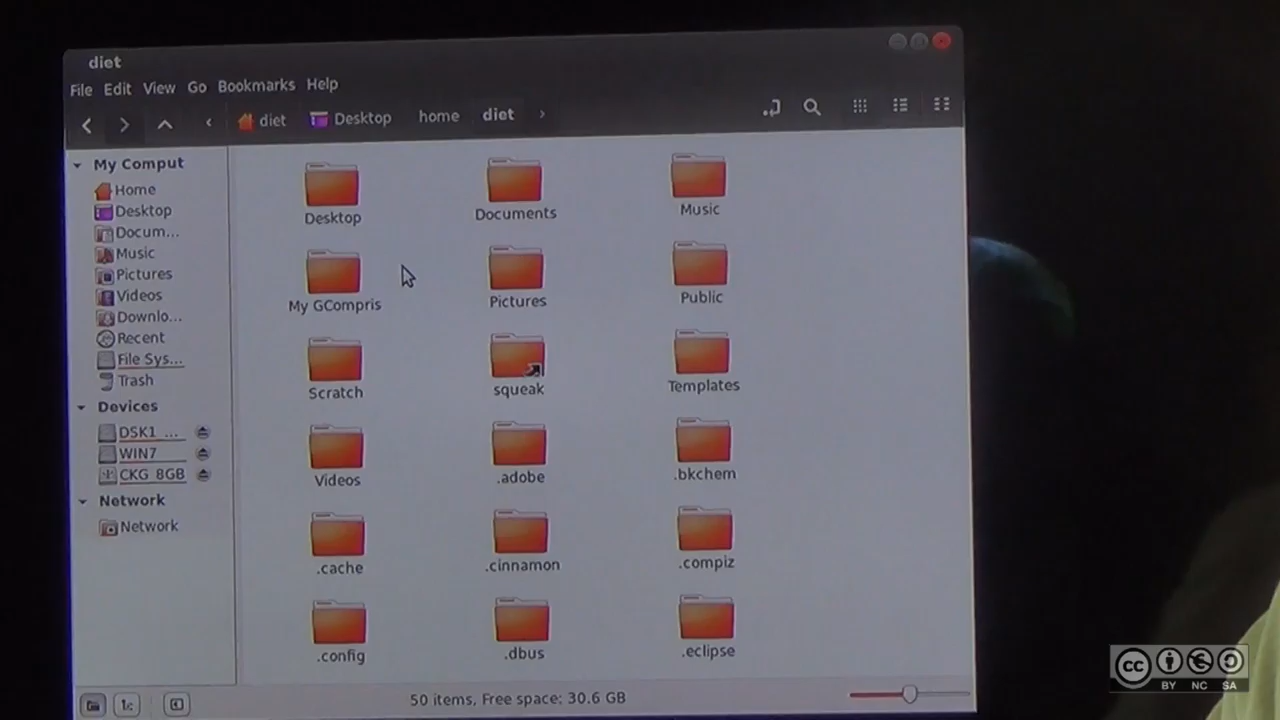 diet
File Edit View Go Bookmarks Help
diet Desktop home diet
My Comput
Home
Desktop
Docum...
Music
Pictures
Videos
Downlo...
Recent
File Sys...
Trash
Devices
DSK1 ...
WIN7
CKG 8GB
Network
Network
Desktop Documents Music
My GCompris Pictures Public
Scratch squeak Templates
Videos .adobe .bkchem
.cache .cinnamon .compiz
.config .dbus .eclipse
50 items, Free space: 30.6 GB
cc
BY NC SA